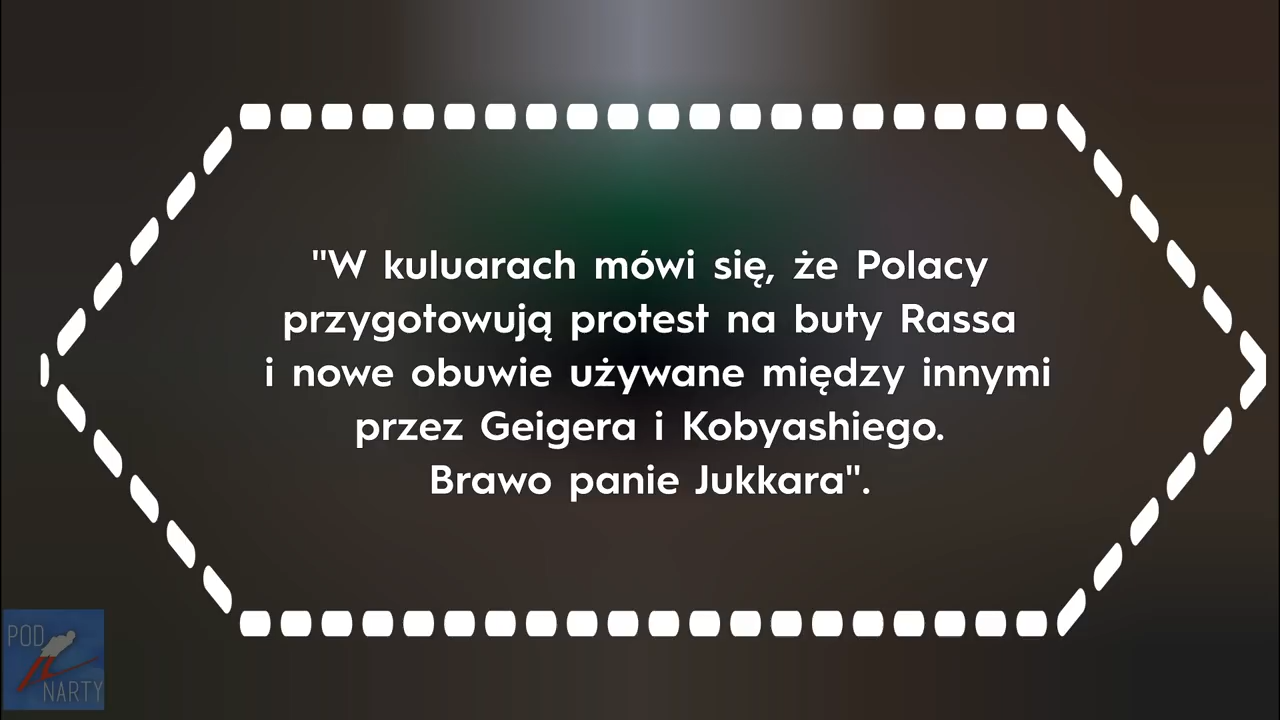 "W kuluarach mówi się, że Polacy
przygotowują protest na buty Rassa
i nowe obuwie używane między innymi
przez Geigera i Kobyashiego.
Brawo panie Jukkara".
POD
NARTY